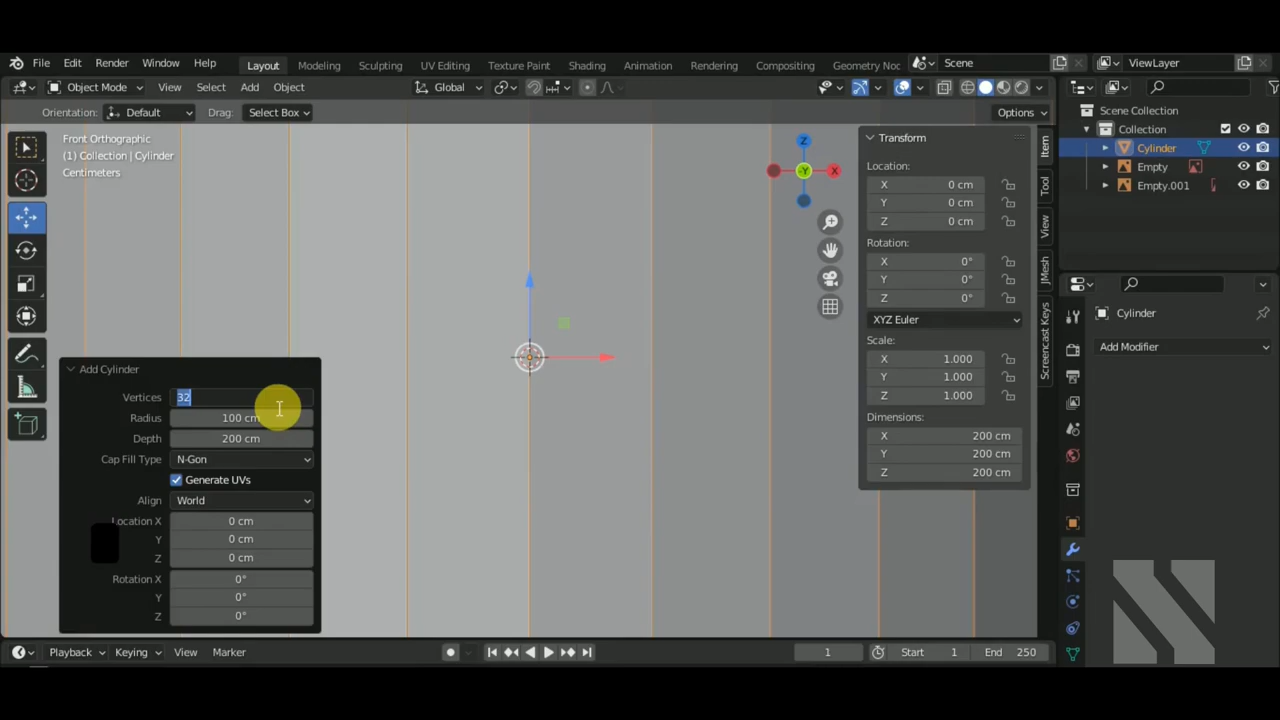 File Edit Render Window Help Layout Modeling Sculpting UV Editing Texture Paint Shading Animation Rendering Compositing Geometry Noc Scene ViewLayer
Object Mode View Select Add Object Global
Orientation: Default Drag: Select Box Options
Front Orthographic
(1) Collection | Cylinder
Centimeters
Z
X
-Y
Add Cylinder
Vertices 32
Radius 100 cm
Depth 200 cm
Cap Fill Type N-Gon
Generate UVs
Align World
Location X 0 cm
Y 0 cm
Z 0 cm
Rotation X 0°
Y 0°
Z 0°
Transform
Location:
X 0 cm
Y 0 cm
Z 0 cm
Rotation:
X 0°
Y 0°
Z 0°
XYZ Euler
Scale:
X 1.000
Y 1.000
Z 1.000
Dimensions:
X 200 cm
Y 200 cm
Z 200 cm
Item
Tool
View
JMesh
Screencast Keys
Scene Collection
Collection
Cylinder
Empty
Empty.001
Cylinder
Add Modifier
Playback Keying View Marker 1 Start 1 End 250